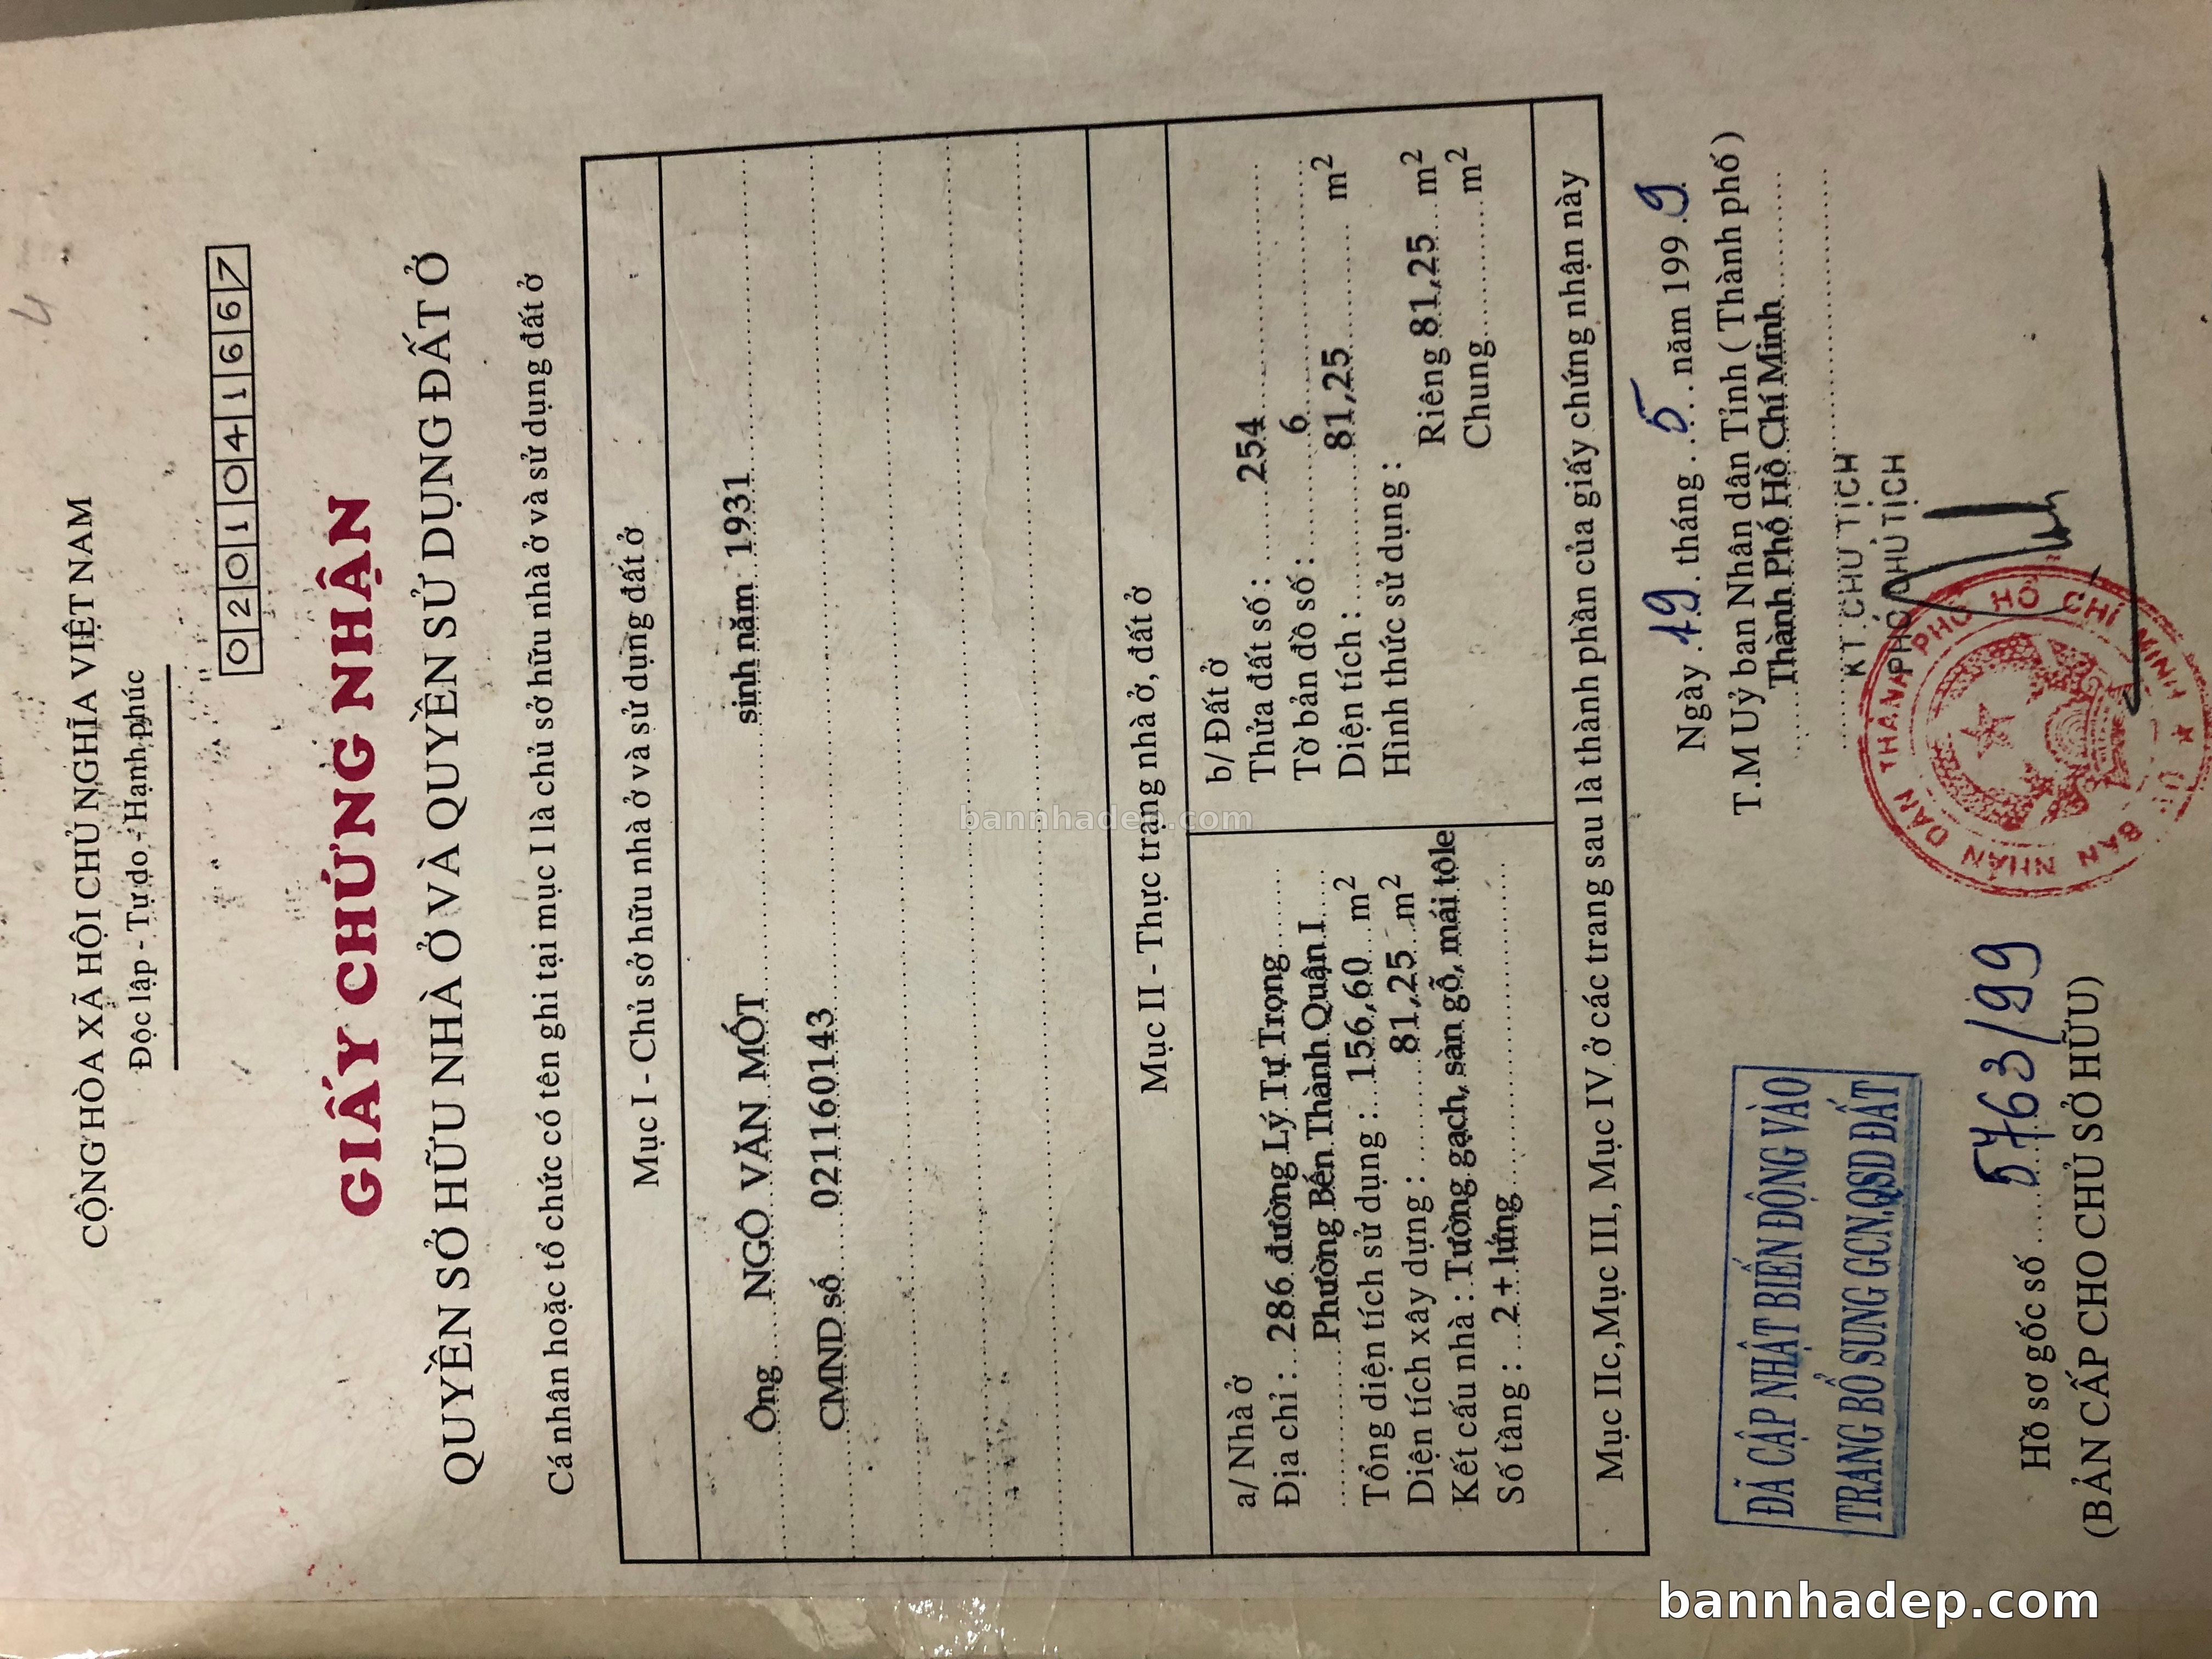 CỘNG HÒA XÃ HỘI CHỦ NGHĨA VIỆT NAM
Độc lập - Tự do - Hạnh phúc
0 2 0 1 0 4 1 6 6 7
GIẤY CHỨNG NHẬN
QUYỀN SỞ HỮU NHÀ Ở VÀ QUYỀN SỬ DỤNG ĐẤT Ở
Cá nhân hoặc tổ chức có tên ghi tại mục I là chủ sở hữu nhà ở và sử dụng đất ở
Mục I - Chủ sở hữu nhà ở và sử dụng đất ở
Ông NGÔ VĂN MỐT sinh năm 1931
CMND số 021160143
Mục II - Thực trạng nhà ở, đất ở
a/ Nhà ở
Địa chỉ : 286 đường Lý Tự Trọng
Phường Bến Thành Quận I
Tổng diện tích sử dụng : 156,60 m2
Diện tích xây dựng : 81,25 m2
Kết cấu nhà : Tường gạch, sàn gỗ, mái tôle
Số tầng : 2 + lửng
b/ Đất ở
Thửa đất số : 254
Tờ bản đồ số : 6
Diện tích : 81,25 m2
Hình thức sử dụng :
Riêng 81,25 m2
Chung m2
Mục IIc,Mục III, Mục IV ở các trang sau là thành phần của giấy chứng nhận này
Ngày 19 tháng 5 năm 1999
T.M Uỷ ban Nhân dân Tỉnh ( Thành phố )
Thành Phố Hồ Chí Minh
KT CHỦ TỊCH
PHÓ CHỦ TỊCH
ỦY BAN NHÂN DÂN THÀNH PHỐ HỒ CHÍ MINH
ĐÃ CẬP NHẬT BIẾN ĐỘNG VÀO
TRANG BỔ SUNG GCN.QSD ĐẤT
Hồ sơ gốc số 5763/99
(BẢN CẤP CHO CHỦ SỞ HỮU)
bannhadep.com
bannhadep.com